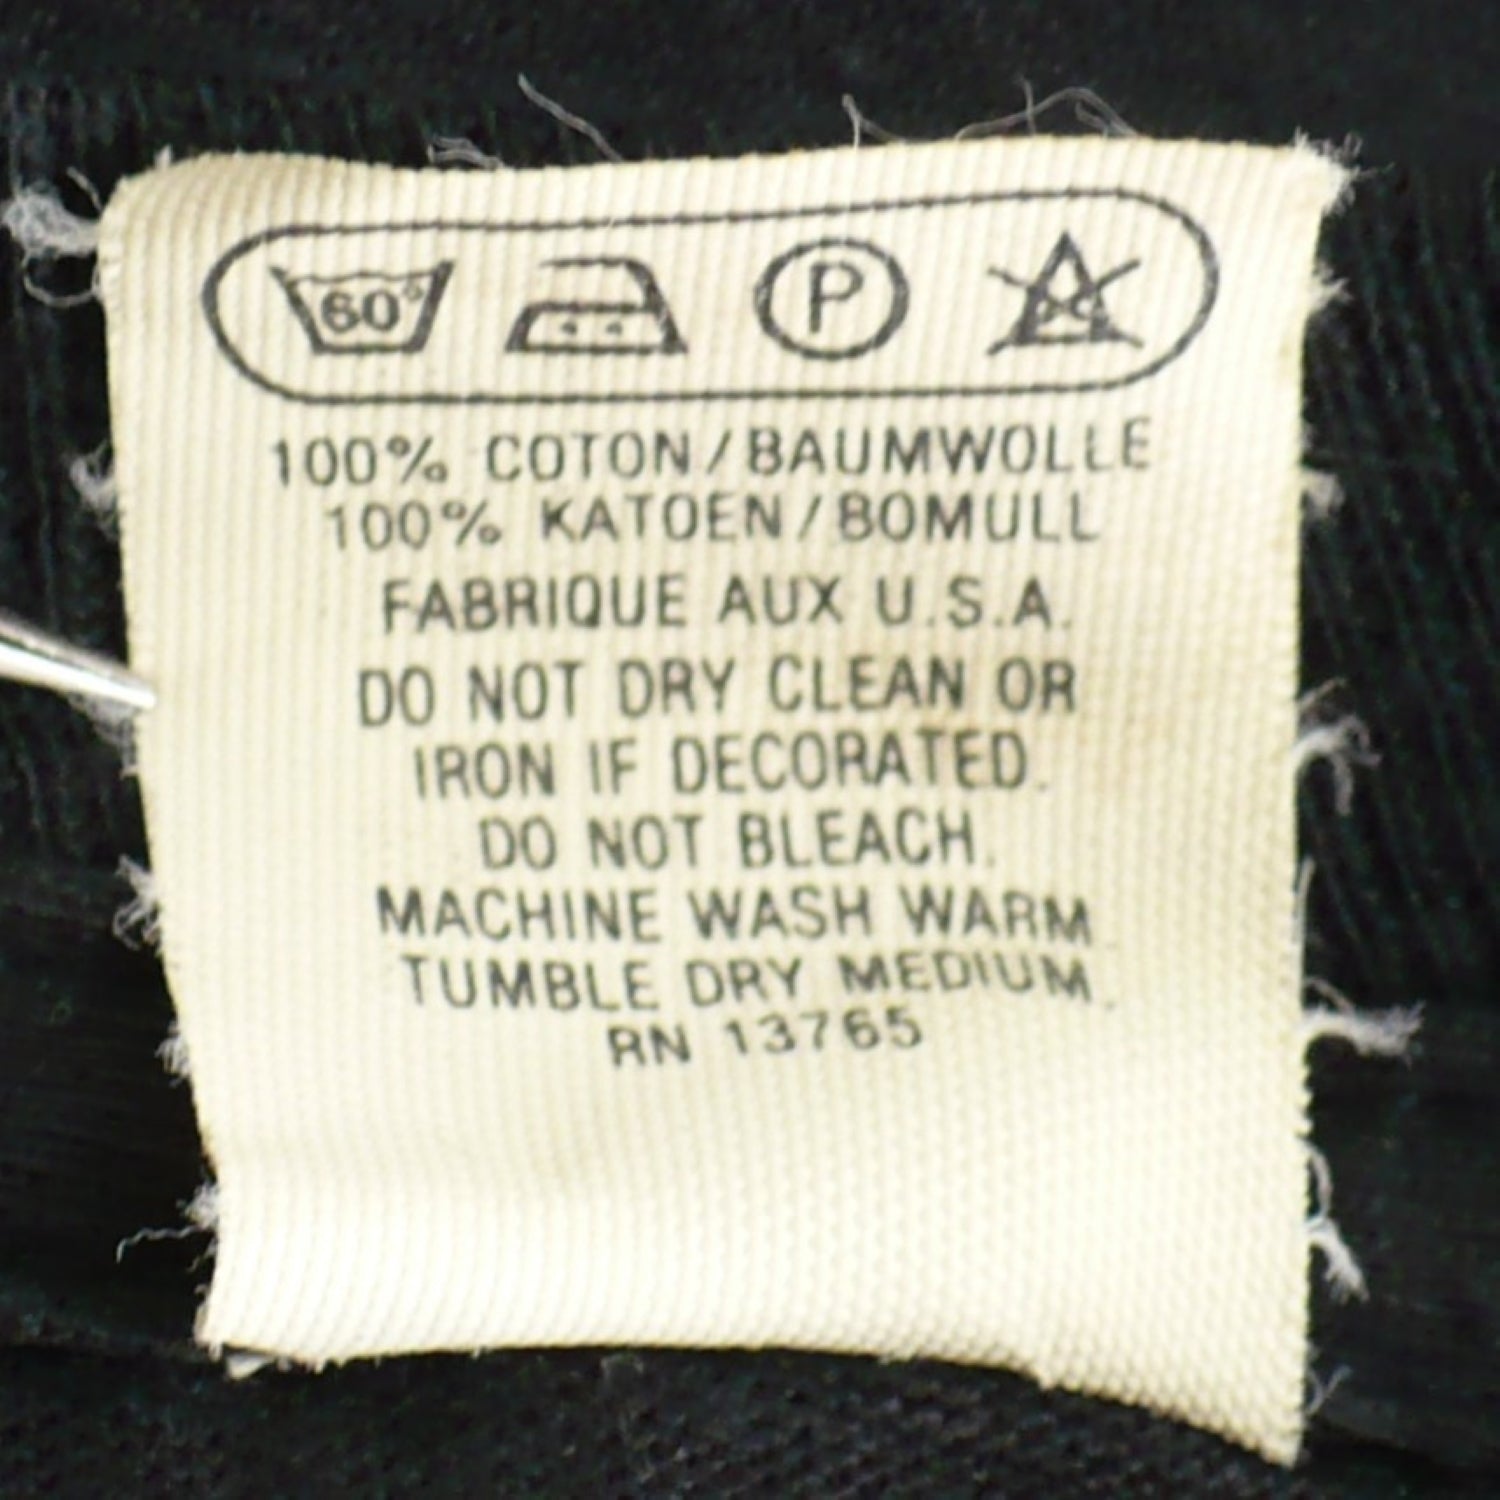 60°
P
100% COTON/BAUMWOLLE
100% KATOEN/BOMULL
FABRIQUE AUX U.S.A.
DO NOT DRY CLEAN OR
IRON IF DECORATED.
DO NOT BLEACH.
MACHINE WASH WARM
TUMBLE DRY MEDIUM.
RN 13765